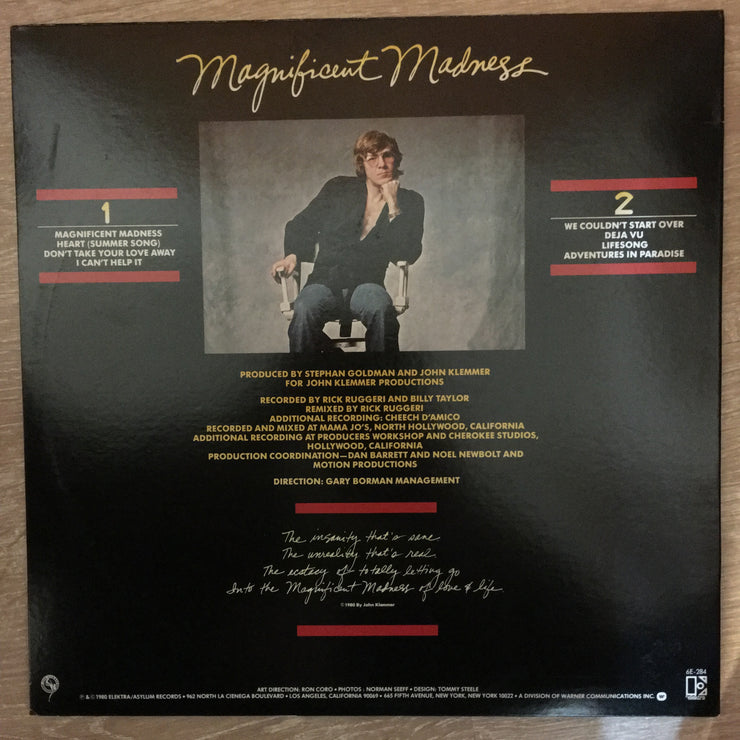 Magnificent Madness
1
MAGNIFICENT MADNESS
HEART (SUMMER SONG)
DON'T TAKE YOUR LOVE AWAY
I CAN'T HELP IT
2
WE COULDN'T START OVER
DEJA VU
LIFESONG
ADVENTURES IN PARADISE
PRODUCED BY STEPHAN GOLDMAN AND JOHN KLEMMER
FOR JOHN KLEMMER PRODUCTIONS
RECORDED BY RICK RUGGERI AND BILLY TAYLOR
REMIXED BY RICK RUGGERI
ADDITIONAL RECORDING: CHEECH D'AMICO
RECORDED AND MIXED AT MAMA JO'S, NORTH HOLLYWOOD, CALIFORNIA
ADDITIONAL RECORDING AT PRODUCERS WORKSHOP AND CHEROKEE STUDIOS,
HOLLYWOOD, CALIFORNIA
PRODUCTION COORDINATION—DAN BARRETT AND NOEL NEWBOLT AND
MOTION PRODUCTIONS
DIRECTION: GARY BORMAN MANAGEMENT
The insanity that's sane
The unreality that's real.
The ecstacy of totally letting go
Into the Magnificent Madness of love & life.
© 1980 By John Klemmer
6E-284
ART DIRECTION: RON CORO • PHOTOS: NORMAN SEEFF • DESIGN: TOMMY STEELE
℗ & © 1980 ELEKTRA/ASYLUM RECORDS • 962 NORTH LA CIENEGA BOULEVARD • LOS ANGELES, CALIFORNIA 90069 • 665 FIFTH AVENUE, NEW YORK, NEW YORK 10022 • A DIVISION OF WARNER COMMUNICATIONS INC.